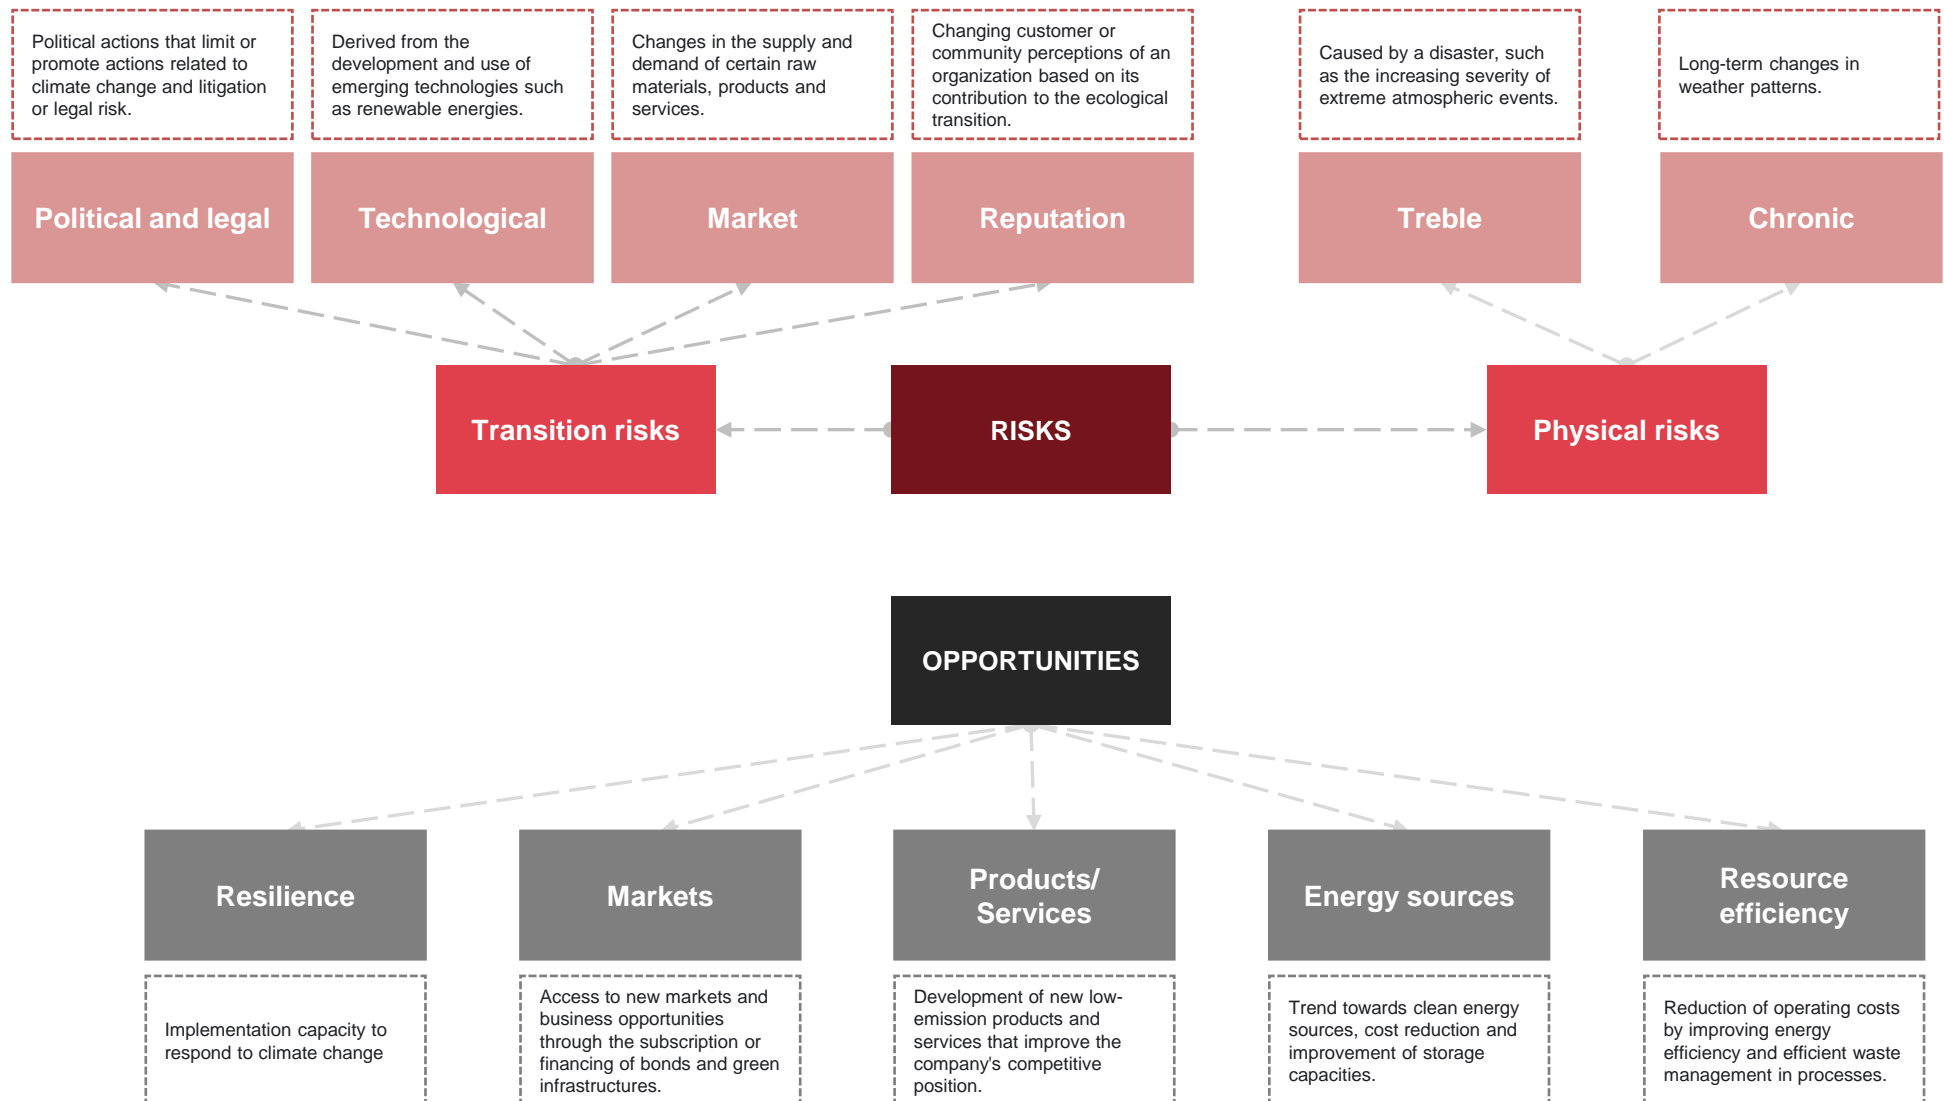 Political actions that limit or
promote actions related to
climate change and litigation
or legal risk.
Derived from the
development and use of
emerging technologies such
as renewable energies.
Changes in the supply and
demand of certain raw
materials, products and
services.
Changing customer or
community perceptions of an
organization based on its
contribution to the ecological
transition.
Caused by a disaster, such
as the increasing severity of
extreme atmospheric events.
Long-term changes in
weather patterns.
Political and legal
Technological
Market
Reputation
Treble
Chronic
Transition risks
RISKS
Physical risks
OPPORTUNITIES
Resilience
Markets
Products/
Services
Energy sources
Resource
efficiency
Implementation capacity to
respond to climate change
Access to new markets and
business opportunities
through the subscription or
financing of bonds and green
infrastructures.
Development of new low-
emission products and
services that improve the
company's competitive
position.
Trend towards clean energy
sources, cost reduction and
improvement of storage
capacities.
Reduction of operating costs
by improving energy
efficiency and efficient waste
management in processes.